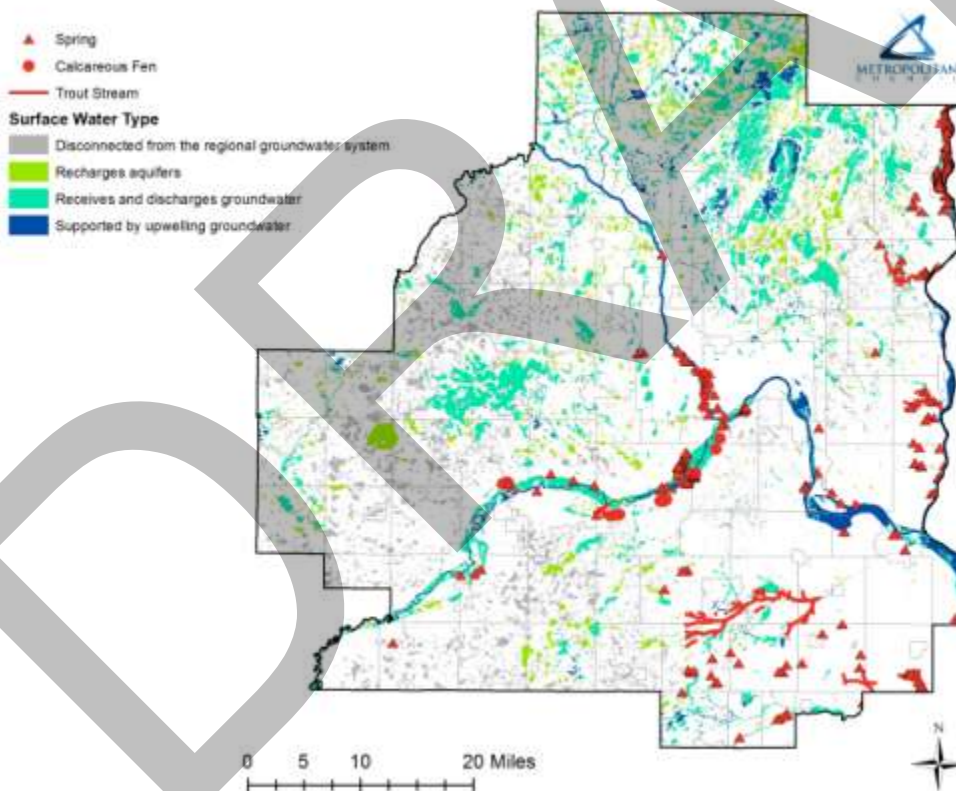 Spring
Calcareous Fen
Trout Stream
Surface Water Type
Disconnected from the regional groundwater system
Recharges aquifers
Receives and discharges groundwater
Supported by upwelling groundwater
METROPOLITAN
C O U N C I L
N
0 5 10 20 Miles